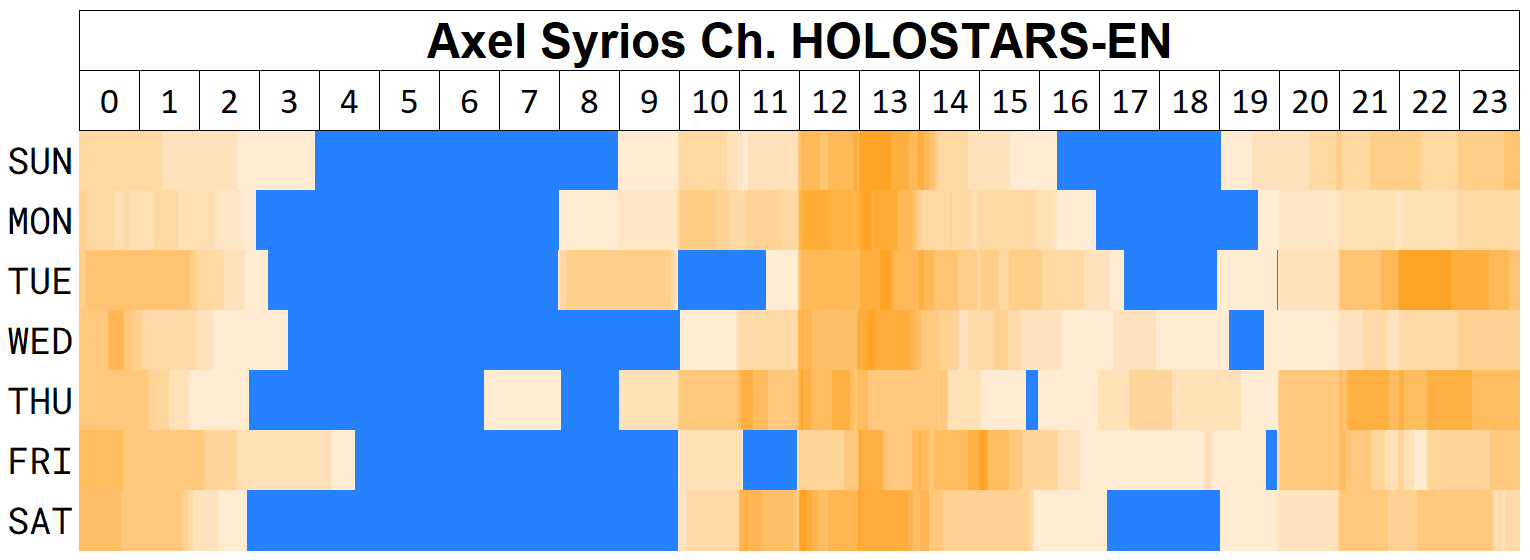 Axel Syrios Ch. HOLOSTARS-EN
0 1 2 3 4 5 6 7 8 9 10 11 12 13 14 15 16 17 18 19 20 21 22 23
SUN
MON
TUE
WED
THU
FRI
SAT